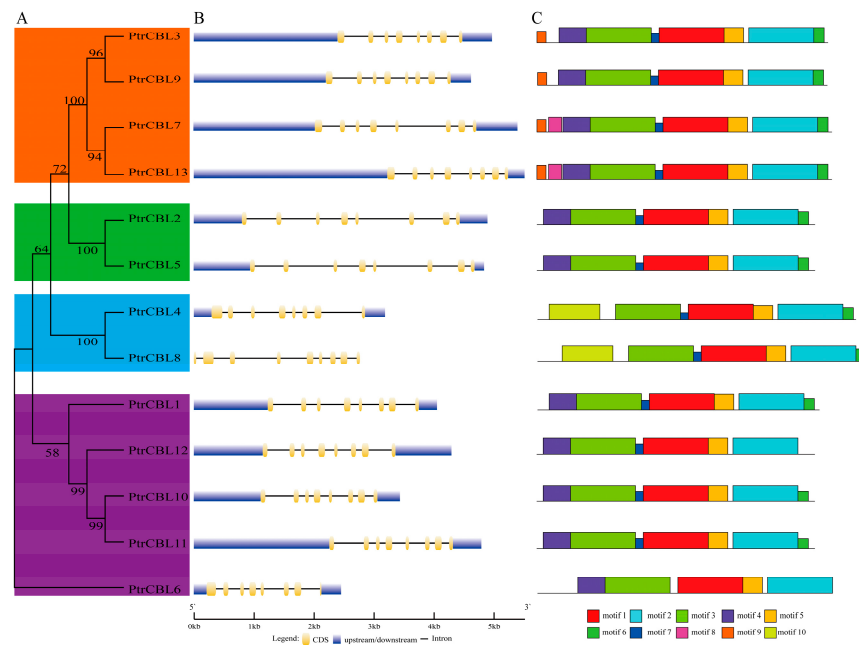 A B C
PtrCBL3
96
PtrCBL9
100
PtrCBL7
94
PtrCBL13
72
PtrCBL2
100
PtrCBL5
64
PtrCBL4
100
PtrCBL8
PtrCBL1
58
PtrCBL12
99
PtrCBL10
99
PtrCBL11
PtrCBL6
5' 3'
0kb 1kb 2kb 3kb 4kb 5kb
Legend: CDS upstream/downstream Intron
motif 1 motif 2 motif 3 motif 4 motif 5
motif 6 motif 7 motif 8 motif 9 motif 10